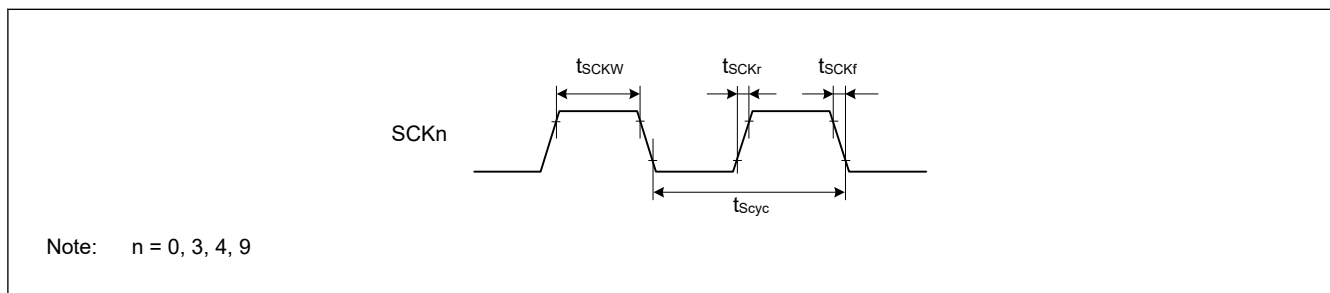 tSCKW tSCKr tSCKf
SCKn
tScyc
Note: n = 0, 3, 4, 9